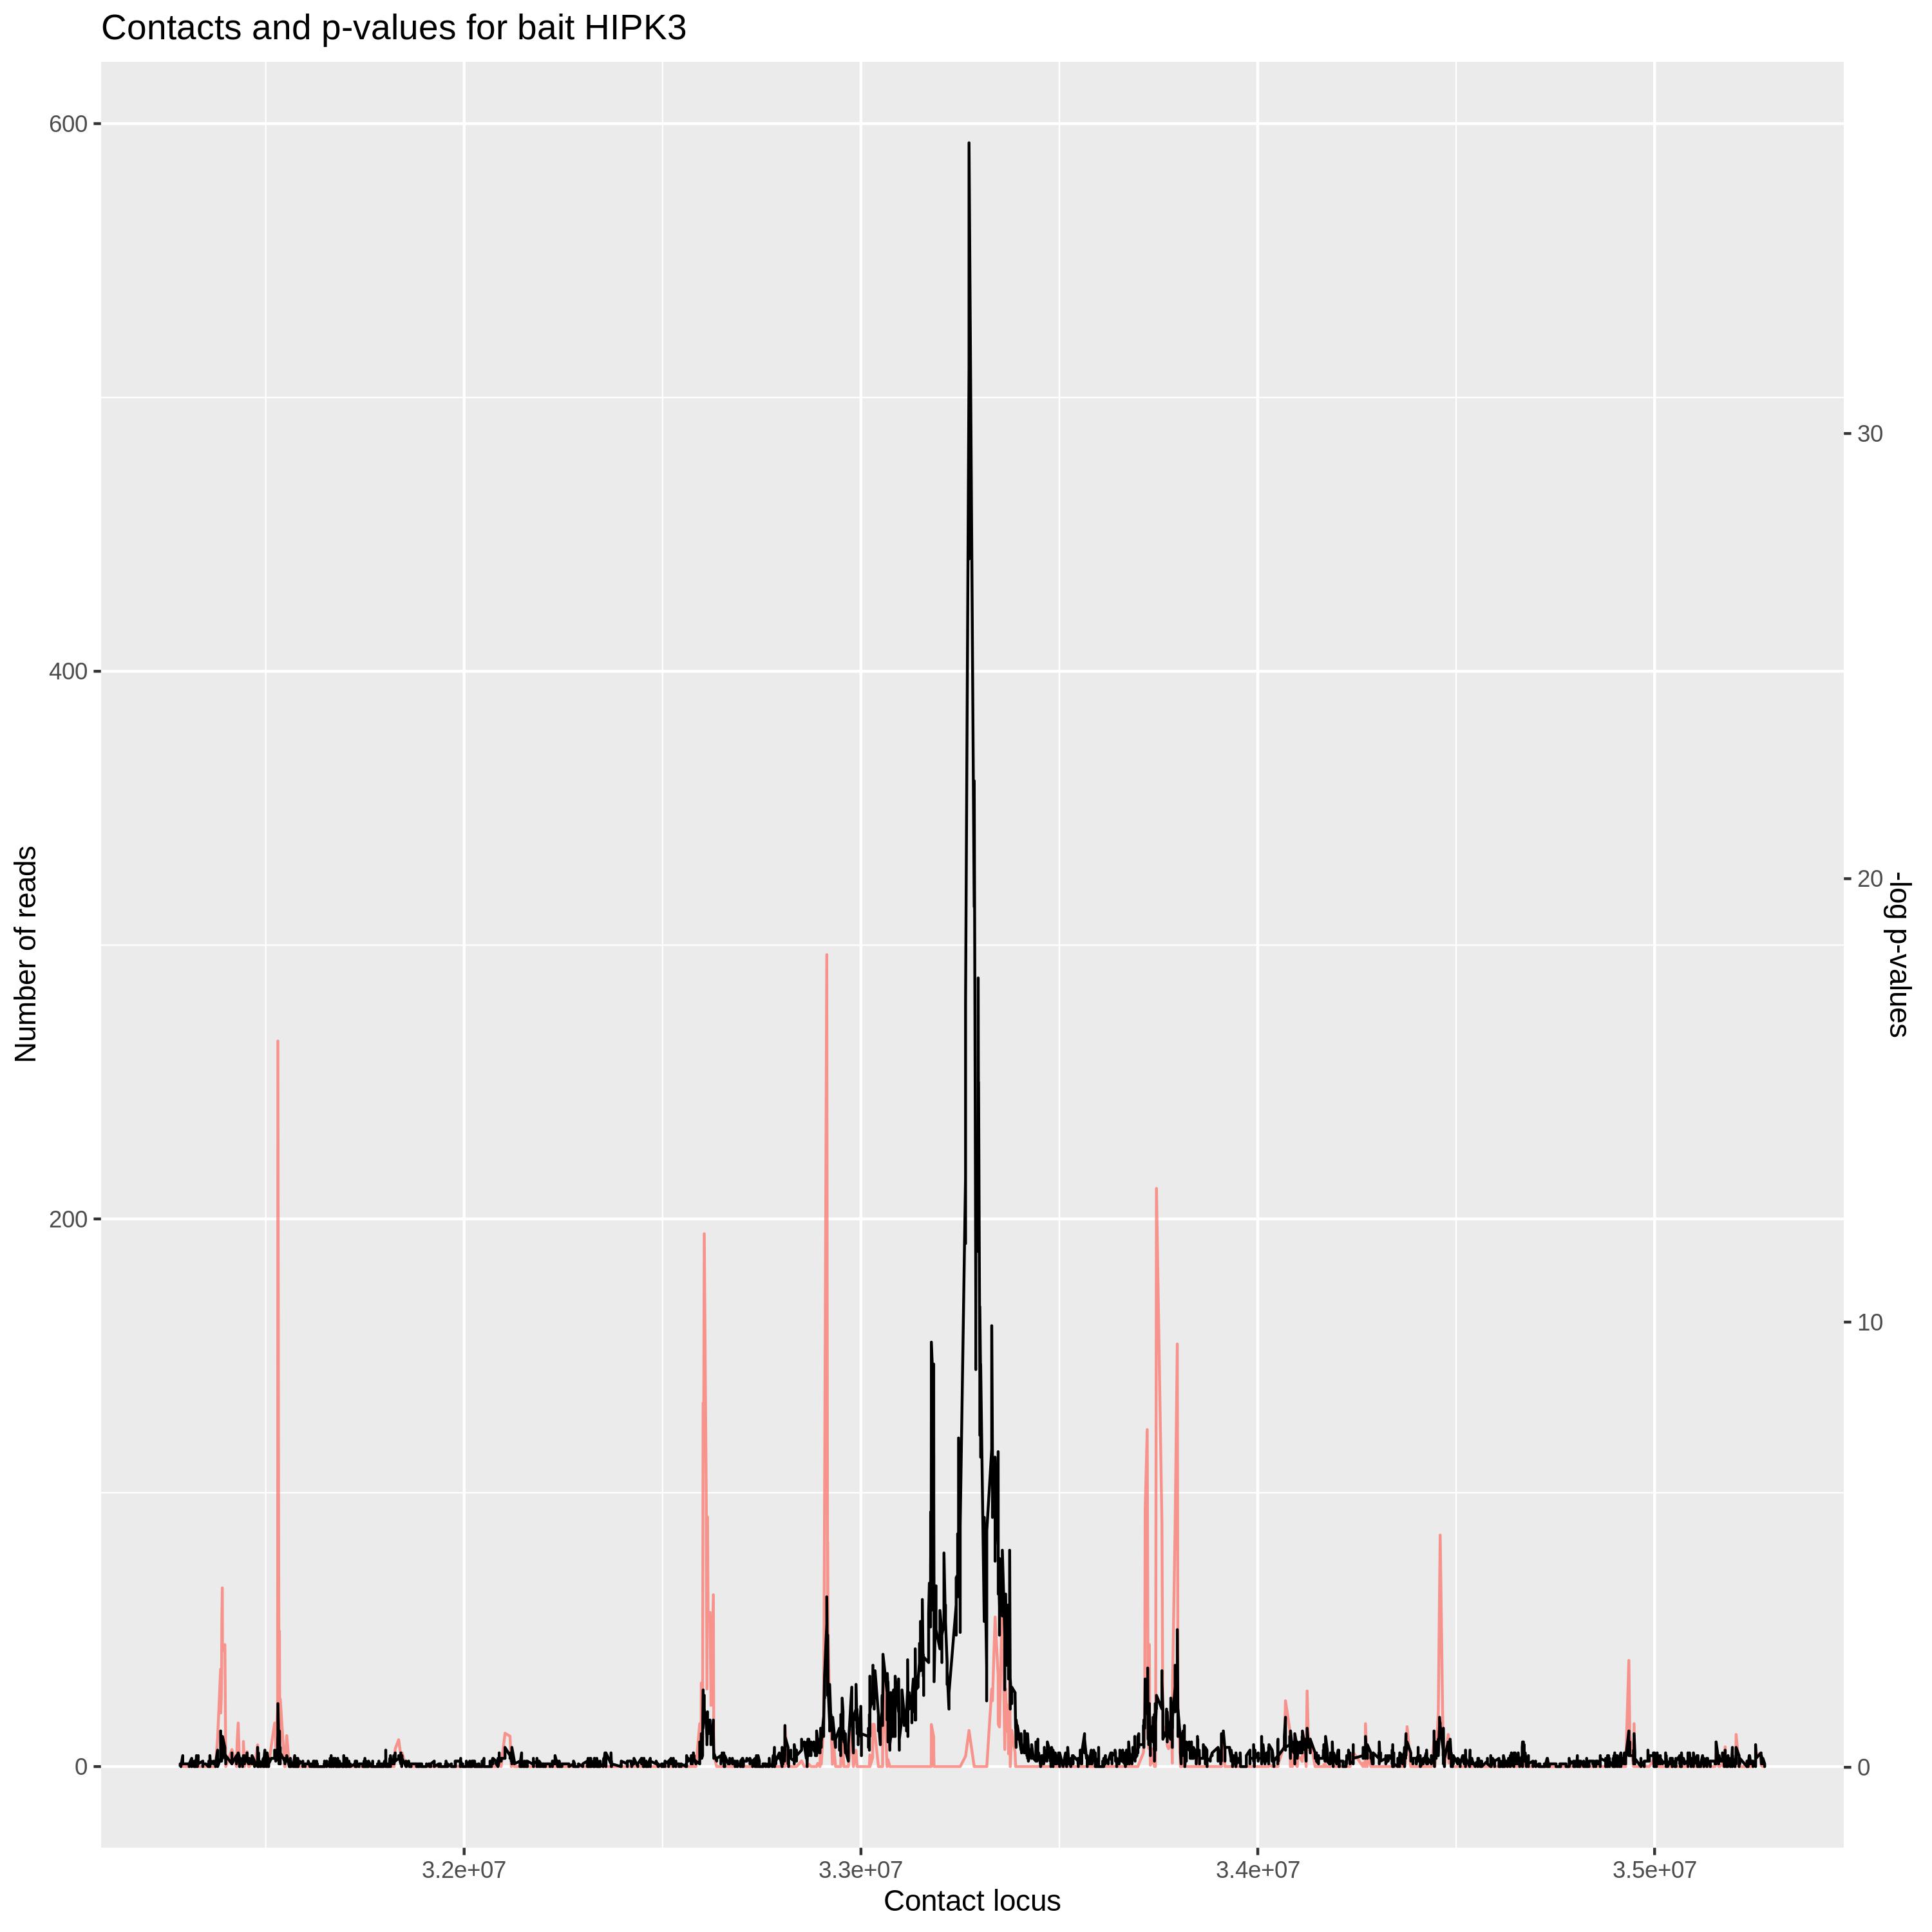 Contacts and p-values for bait HIPK3
600
400
200
0
Number of reads
30
20
10
0
-log p-values
3.2e+07
3.3e+07
3.4e+07
3.5e+07
Contact locus